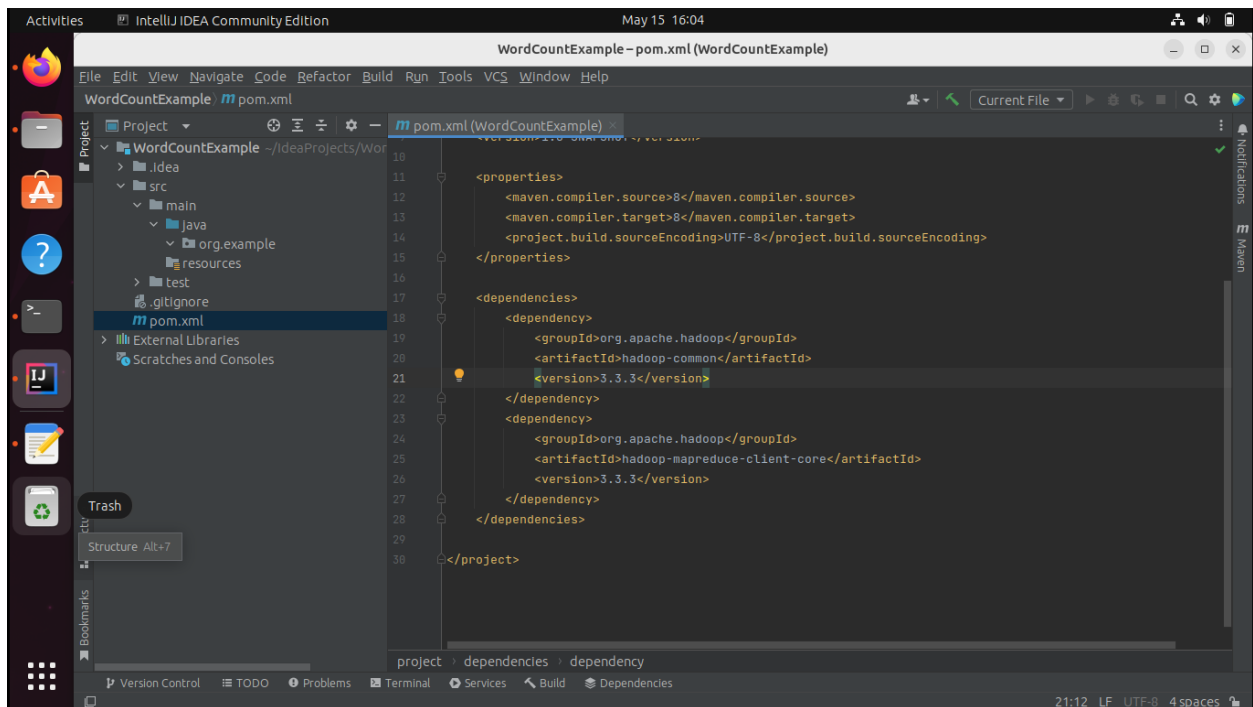 Activities IntelliJ IDEA Community Edition May 15 16:04
WordCountExample – pom.xml (WordCountExample)
File Edit View Navigate Code Refactor Build Run Tools VCS Window Help
WordCountExample pom.xml
Current File
Project
pom.xml (WordCountExample)
Project
WordCountExample ~/IdeaProjects/Wor
.idea
src
main
java
org.example
resources
test
.gitignore
pom.xml
External Libraries
Scratches and Consoles
10
11 <properties>
12 <maven.compiler.source>8</maven.compiler.source>
13 <maven.compiler.target>8</maven.compiler.target>
14 <project.build.sourceEncoding>UTF-8</project.build.sourceEncoding>
15 </properties>
16
17 <dependencies>
18 <dependency>
19 <groupId>org.apache.hadoop</groupId>
20 <artifactId>hadoop-common</artifactId>
21 <version>3.3.3</version>
22 </dependency>
23 <dependency>
24 <groupId>org.apache.hadoop</groupId>
25 <artifactId>hadoop-mapreduce-client-core</artifactId>
26 <version>3.3.3</version>
27 </dependency>
28 </dependencies>
29
30 </project>
Notifications
Maven
Trash
Structure Alt+7
Bookmarks
project dependencies dependency
Version Control TODO Problems Terminal Services Build Dependencies
21:12 LF UTF-8 4 spaces